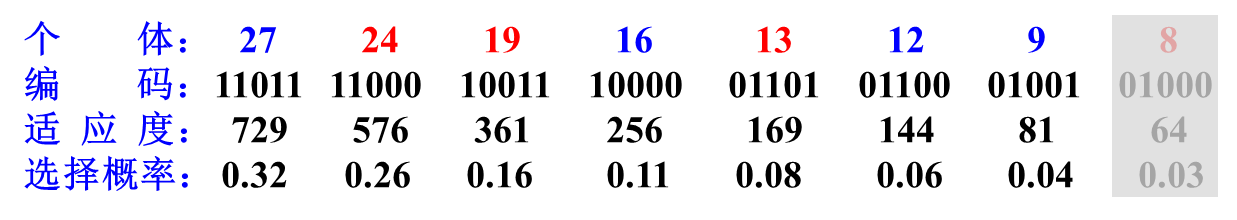 个体： 27 24 19 16 13 12 9 8
编码： 11011 11000 10011 10000 01101 01100 01001 01000
适应度： 729 576 361 256 169 144 81 64
选择概率： 0.32 0.26 0.16 0.11 0.08 0.06 0.04 0.03